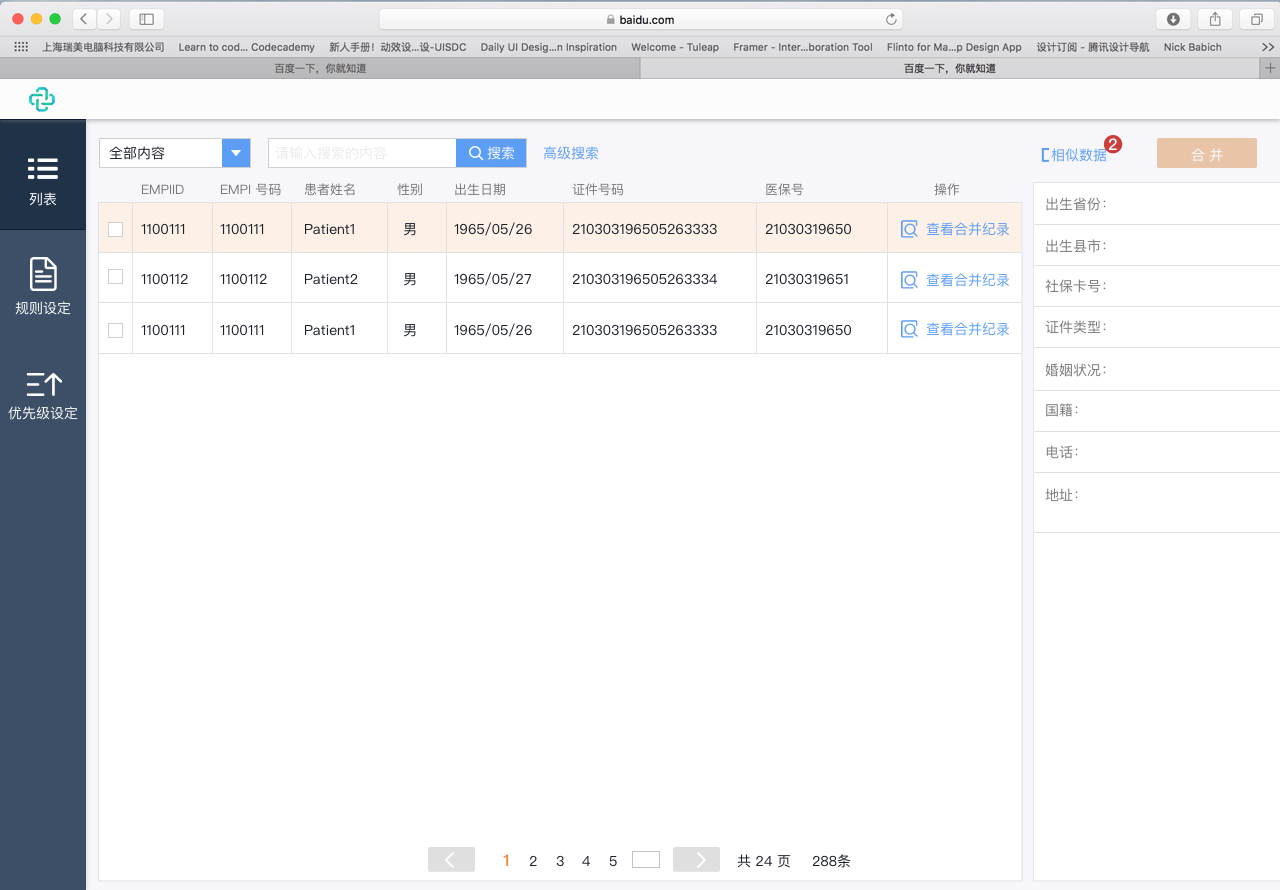 baidu.com
上海瑞美电脑科技有限公司 Learn to cod... Codecademy 新人手册！动效设...设-UISDC Daily UI Desig...n Inspiration Welcome - Tuleap Framer - Inter...boration Tool Flinto for Ma...p Design App 设计订阅 - 腾讯设计导航 Nick Babich
百度一下，你就知道 百度一下，你就知道
列表
规则设定
优先级设定
全部内容 请输入搜索的内容 搜索 高级搜索
EMPIID EMPI 号码 患者姓名 性别 出生日期 证件号码 医保号 操作
1100111 1100111 Patient1 男 1965/05/26 210303196505263333 21030319650 查看合并纪录
1100112 1100112 Patient2 男 1965/05/27 210303196505263334 21030319651 查看合并纪录
1100111 1100111 Patient1 男 1965/05/26 210303196505263333 21030319650 查看合并纪录
1 2 3 4 5 共 24 页 288条
相似数据 2 合并
出生省份：
出生县市：
社保卡号：
证件类型：
婚姻状况：
国籍：
电话：
地址：